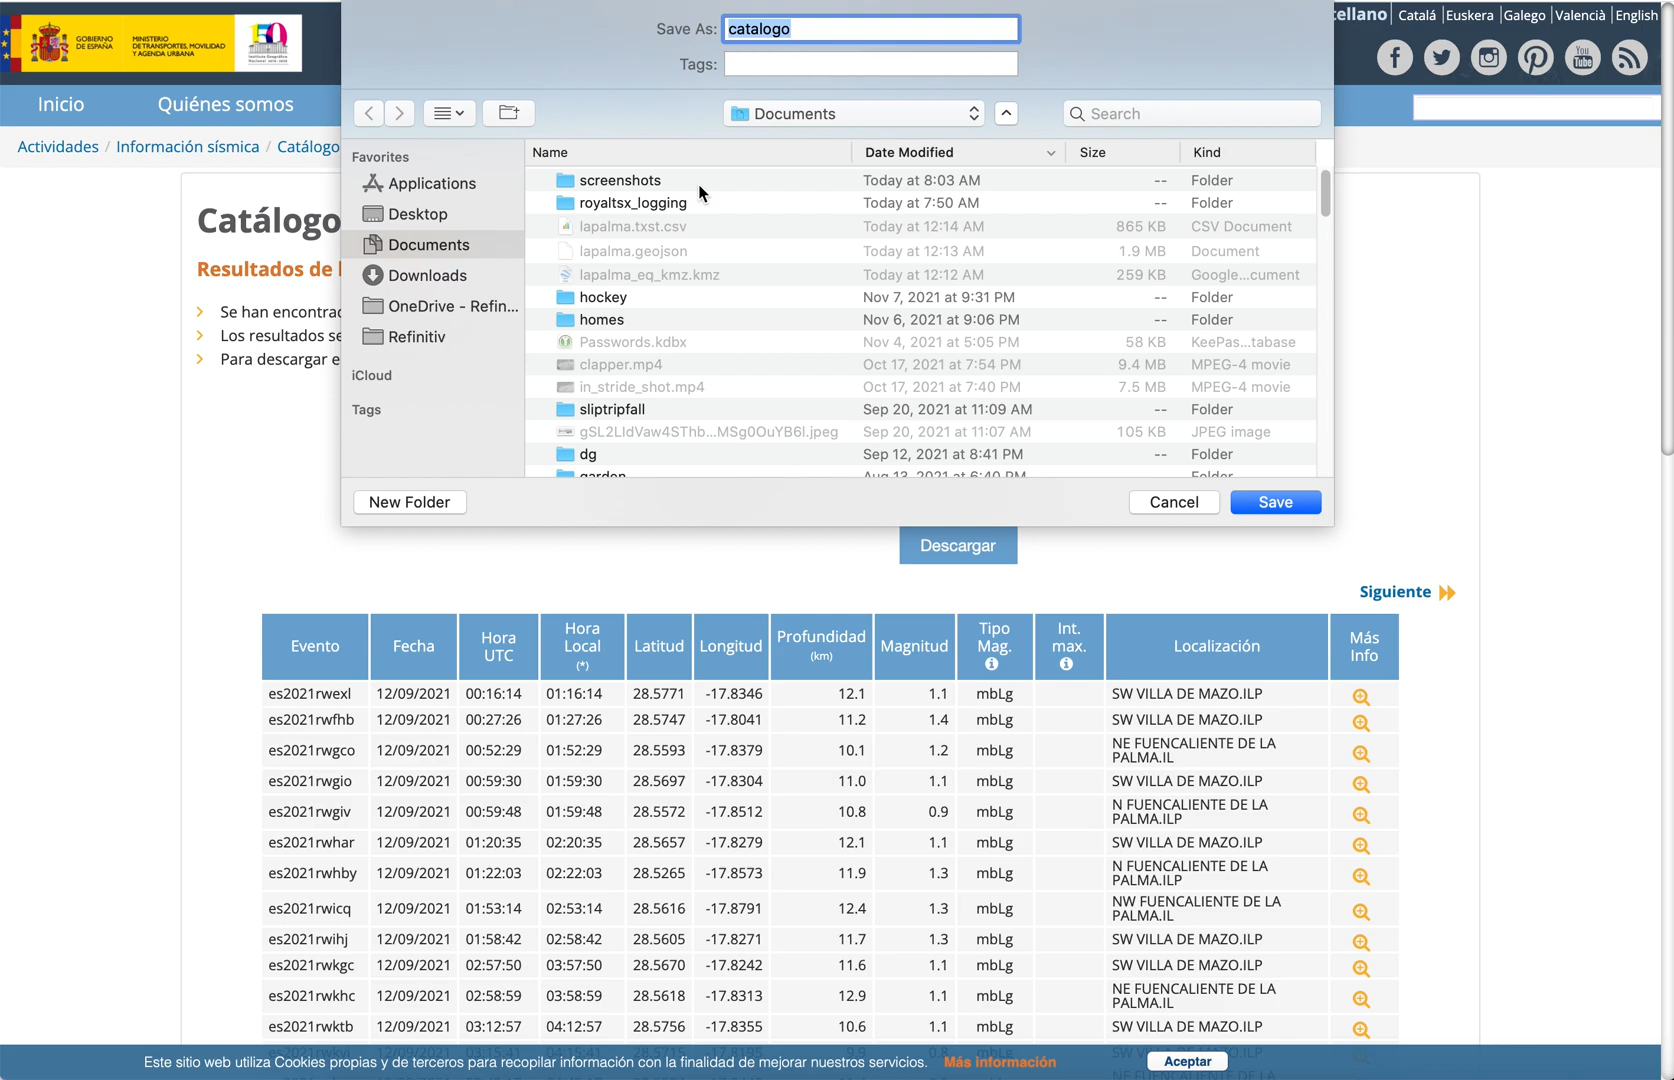 GOBIERNO
DE ESPAÑA
MINISTERIO
DE TRANSPORTES, MOVILIDAD
Y AGENDA URBANA
Save As: catalogo
Tags:
ellano Catalá Euskera Galego Valencià English
You
Tube
Inicio Quiénes somos
Documents
Search
Actividades / Información sísmica / Catálogo
Favorites
Applications
Desktop
Documents
Downloads
OneDrive - Refin...
Refinitiv
iCloud
Tags
Name Date Modified Size Kind
screenshots Today at 8:03 AM -- Folder
royaltsx_logging Today at 7:50 AM -- Folder
lapalma.txst.csv Today at 12:14 AM 865 KB CSV Document
lapalma.geojson Today at 12:13 AM 1.9 MB Document
lapalma_eq_kmz.kmz Today at 12:12 AM 259 KB Google...cument
hockey Nov 7, 2021 at 9:31 PM -- Folder
homes Nov 6, 2021 at 9:06 PM -- Folder
Passwords.kdbx Nov 4, 2021 at 5:05 PM 58 KB KeePas...tabase
clapper.mp4 Oct 17, 2021 at 7:54 PM 9.4 MB MPEG-4 movie
in_stride_shot.mp4 Oct 17, 2021 at 7:40 PM 7.5 MB MPEG-4 movie
sliptripfall Sep 20, 2021 at 11:09 AM -- Folder
gSL2LIdVaw4SThb...MSg0OuYB6I.jpeg Sep 20, 2021 at 11:07 AM 105 KB JPEG image
dg Sep 12, 2021 at 8:41 PM -- Folder
garden Aug 13, 2021 at 6:40 PM Folder
New Folder Cancel Save
Catálogo
Resultados de l
Se han encontrad
Los resultados se
Para descargar e
Descargar
Siguiente
Evento Fecha Hora UTC Hora Local (*) Latitud Longitud Profundidad (km) Magnitud Tipo Mag. Int. max. Localización Más Info
es2021rwexl 12/09/2021 00:16:14 01:16:14 28.5771 -17.8346 12.1 1.1 mbLg SW VILLA DE MAZO.ILP
es2021rwfhb 12/09/2021 00:27:26 01:27:26 28.5747 -17.8041 11.2 1.4 mbLg SW VILLA DE MAZO.ILP
es2021rwgco 12/09/2021 00:52:29 01:52:29 28.5593 -17.8379 10.1 1.2 mbLg NE FUENCALIENTE DE LA
PALMA.IL
es2021rwgio 12/09/2021 00:59:30 01:59:30 28.5697 -17.8304 11.0 1.1 mbLg SW VILLA DE MAZO.ILP
es2021rwgiv 12/09/2021 00:59:48 01:59:48 28.5572 -17.8512 10.8 0.9 mbLg N FUENCALIENTE DE LA
PALMA.ILP
es2021rwhar 12/09/2021 01:20:35 02:20:35 28.5657 -17.8279 12.1 1.1 mbLg SW VILLA DE MAZO.ILP
es2021rwhby 12/09/2021 01:22:03 02:22:03 28.5265 -17.8573 11.9 1.3 mbLg N FUENCALIENTE DE LA
PALMA.ILP
es2021rwicq 12/09/2021 01:53:14 02:53:14 28.5616 -17.8791 12.4 1.3 mbLg NW FUENCALIENTE DE LA
PALMA.IL
es2021rwihj 12/09/2021 01:58:42 02:58:42 28.5605 -17.8271 11.7 1.3 mbLg SW VILLA DE MAZO.ILP
es2021rwkgc 12/09/2021 02:57:50 03:57:50 28.5670 -17.8242 11.6 1.1 mbLg SW VILLA DE MAZO.ILP
es2021rwkhc 12/09/2021 02:58:59 03:58:59 28.5618 -17.8313 12.9 1.1 mbLg NE FUENCALIENTE DE LA
PALMA.IL
es2021rwktb 12/09/2021 03:12:57 04:12:57 28.5756 -17.8355 10.6 1.1 mbLg SW VILLA DE MAZO.ILP
Este sitio web utiliza Cookies propias y de terceros para recopilar información con la finalidad de mejorar nuestros servicios. Más información Aceptar